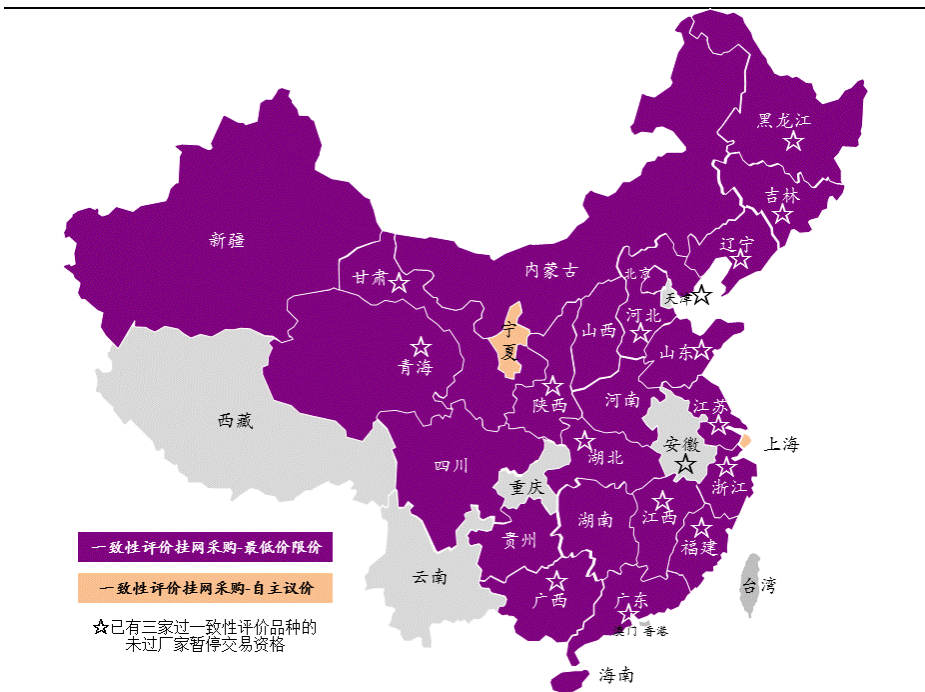 黑龙江
吉林
辽宁
新疆
内蒙古
北京
甘肃
天津
宁夏
山西
河北
山东
青海
陕西
河南
江苏
西藏
安徽
上海
四川
湖北
重庆
浙江
湖南
江西
贵州
福建
云南
台湾
广西
广东
澳门 香港
海南
一致性评价挂网采购-最低价限价
一致性评价挂网采购-自主议价
☆已有三家过一致性评价品种的
未过厂家暂停交易资格